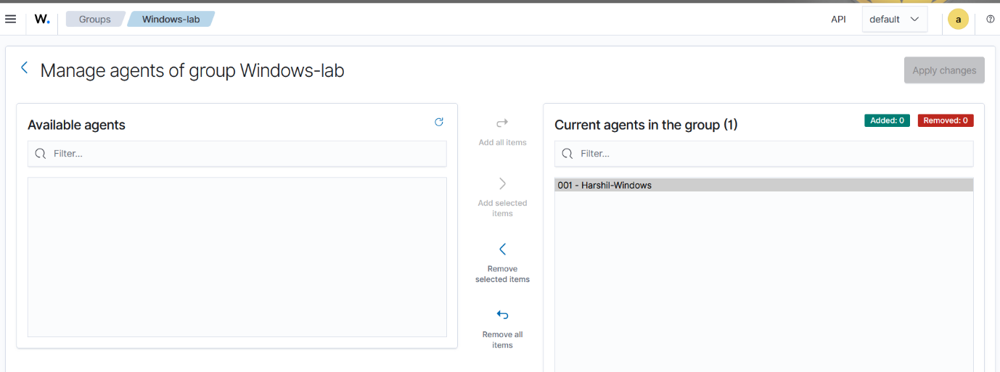 W.
Groups
Windows-lab
API
default
a
Manage agents of group Windows-lab
Apply changes
Available agents
Filter...
Add all items
Add selected
items
Remove
selected items
Remove all
items
Current agents in the group (1)
Added: 0
Removed: 0
Filter...
001 - Harshil-Windows